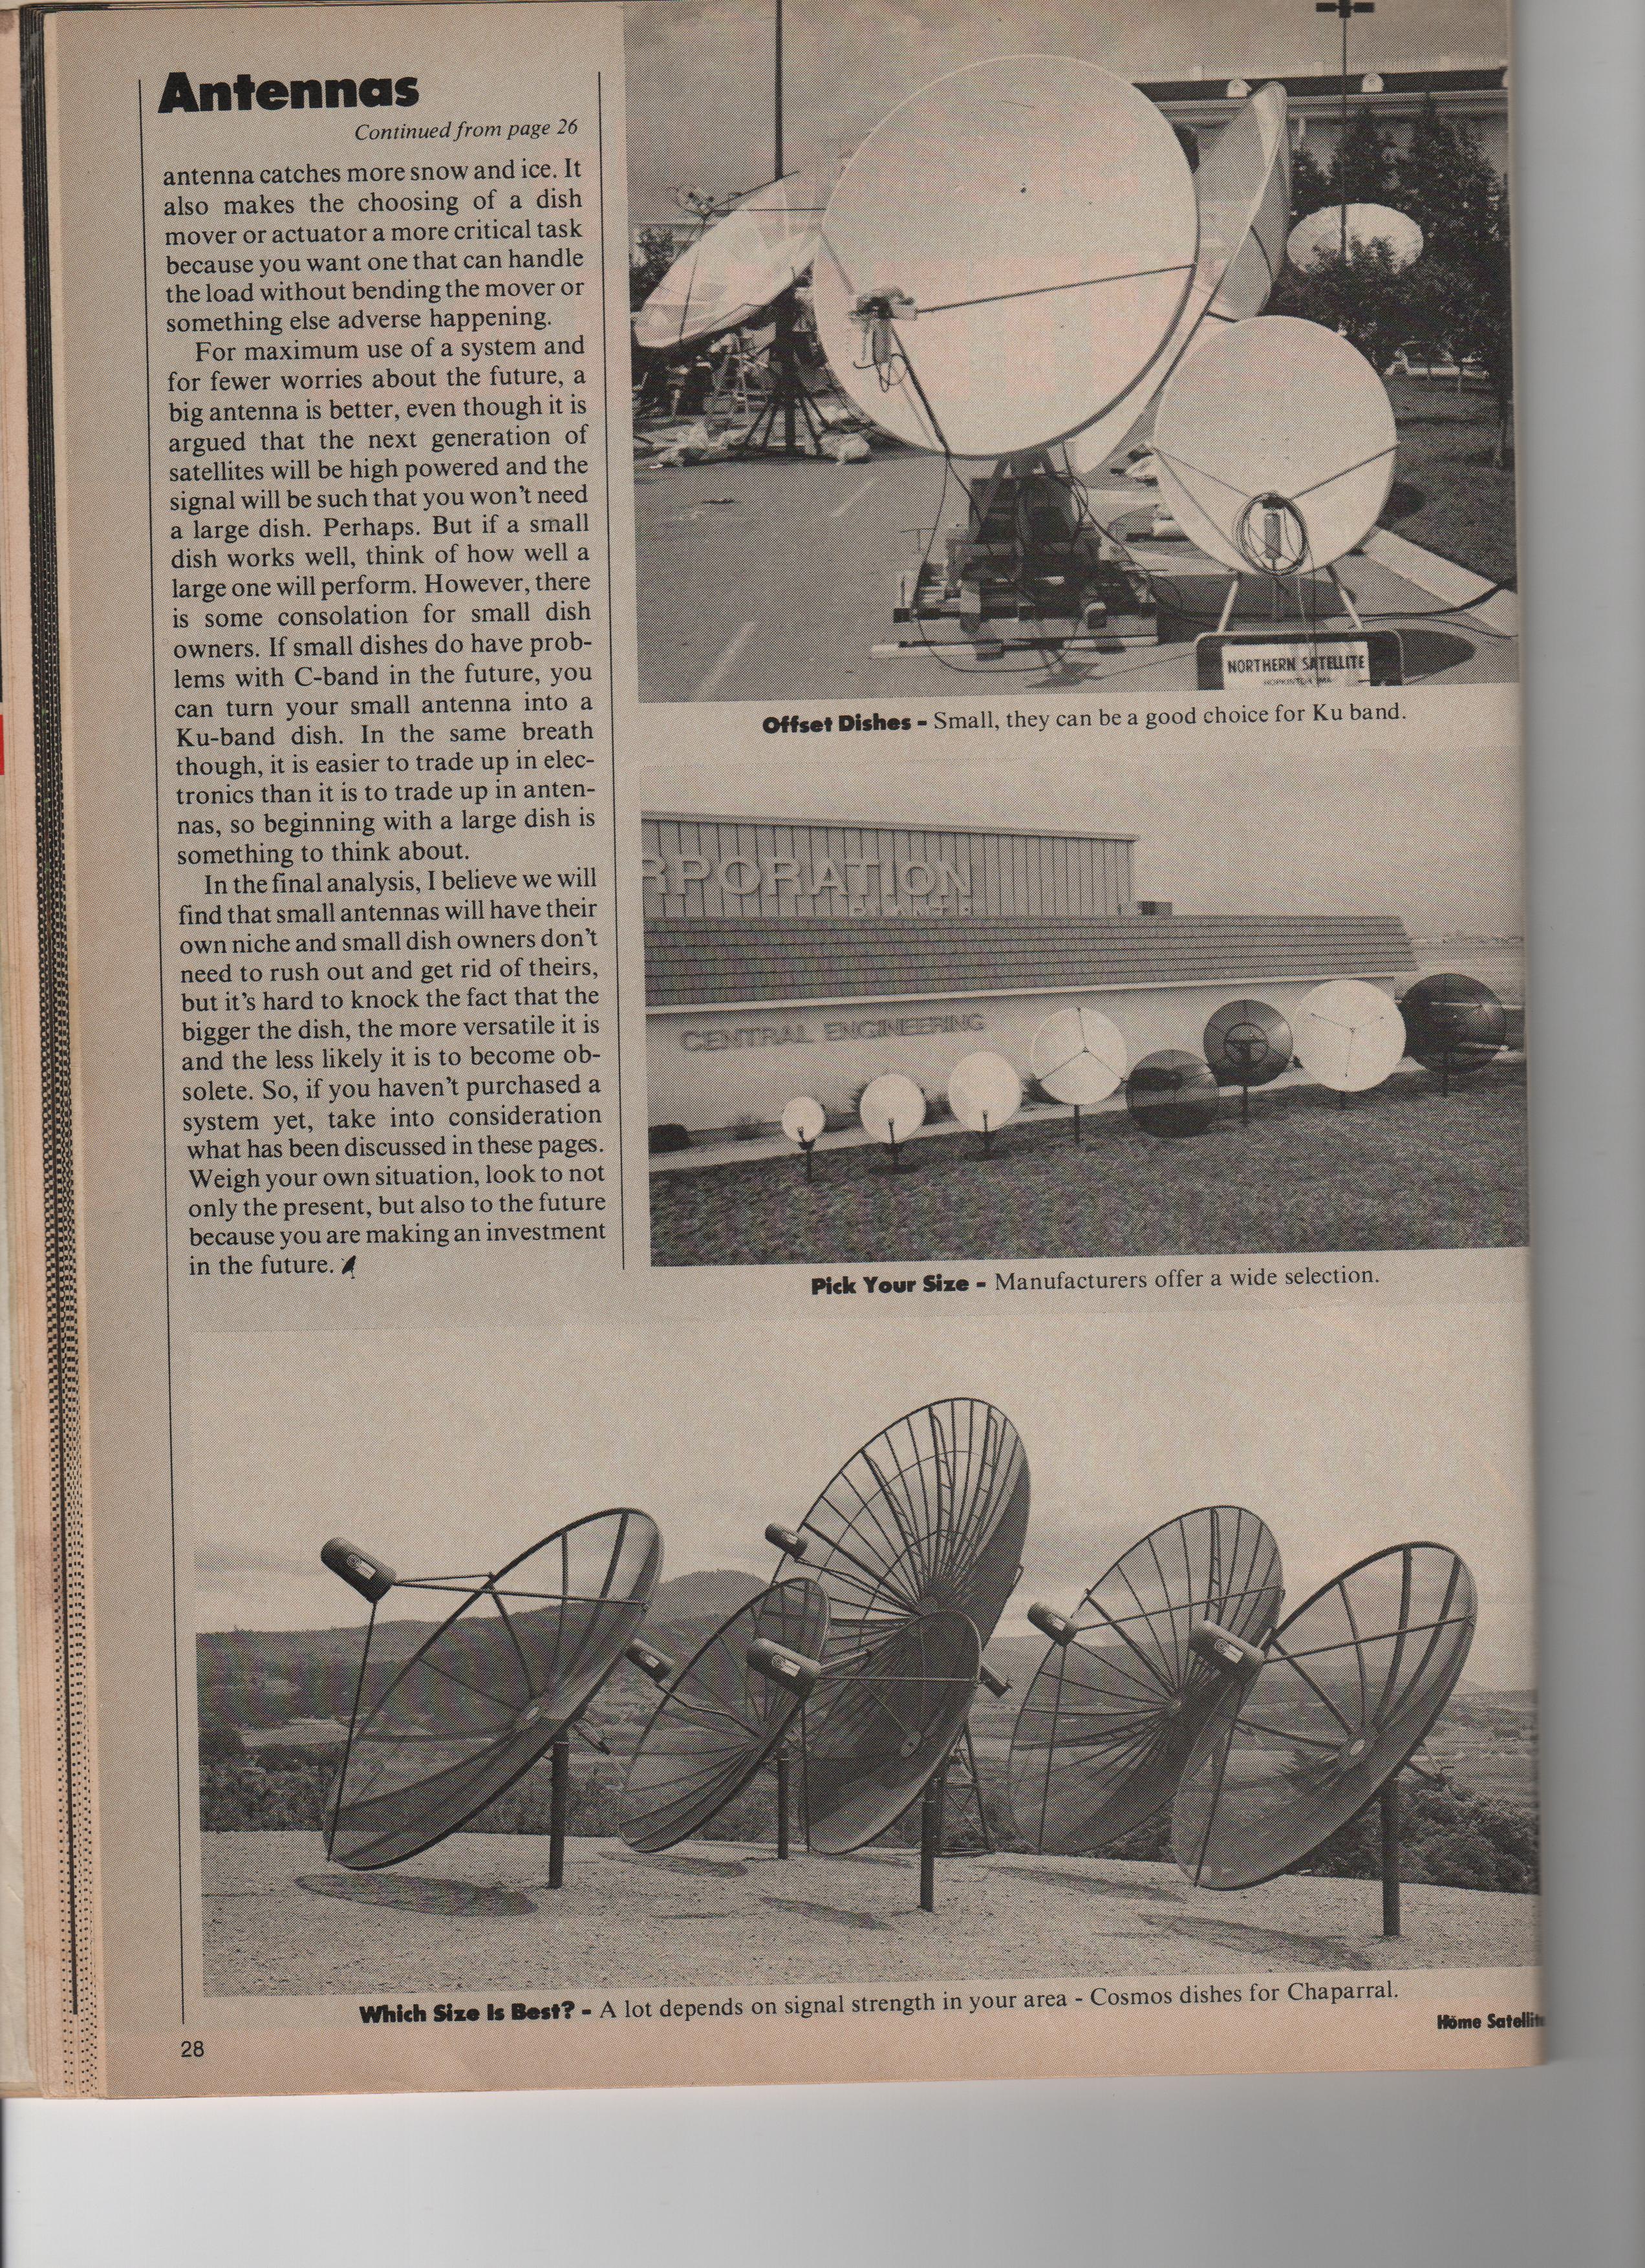 Antennas
Continued from page 26
antenna catches more snow and ice. It
also makes the choosing of a dish
mover or actuator a more critical task
because you want one that can handle
the load without bending the mover or
something else adverse happening.
For maximum use of a system and
for fewer worries about the future, a
big antenna is better, even though it is
argued that the next generation of
satellites will be high powered and the
signal will be such that you won't need
a large dish. Perhaps. But if a small
dish works well, think of how well a
large one will perform. However, there
is some consolation for small dish
owners. If small dishes do have prob-
lems with C-band in the future, you
can turn your small antenna into a
Ku-band dish. In the same breath
though, it is easier to trade up in elec-
tronics than it is to trade up in anten-
nas, so beginning with a large dish is
something to think about.
In the final analysis, I believe we will
find that small antennas will have their
own niche and small dish owners don't
need to rush out and get rid of theirs,
but it's hard to knock the fact that the
bigger the dish, the more versatile it is
and the less likely it is to become ob-
solete. So, if you haven't purchased a
system yet, take into consideration
what has been discussed in these pages.
Weigh your own situation, look to not
only the present, but also to the future
because you are making an investment
in the future.
NORTHERN SATELLITE
HOPKINTON MA
Offset Dishes - Small, they can be a good choice for Ku band.
RPORATION
CENTRAL ENGINEERING
Pick Your Size - Manufacturers offer a wide selection.
Which Size Is Best? - A lot depends on signal strength in your area - Cosmos dishes for Chaparral.
Home Satellite
28